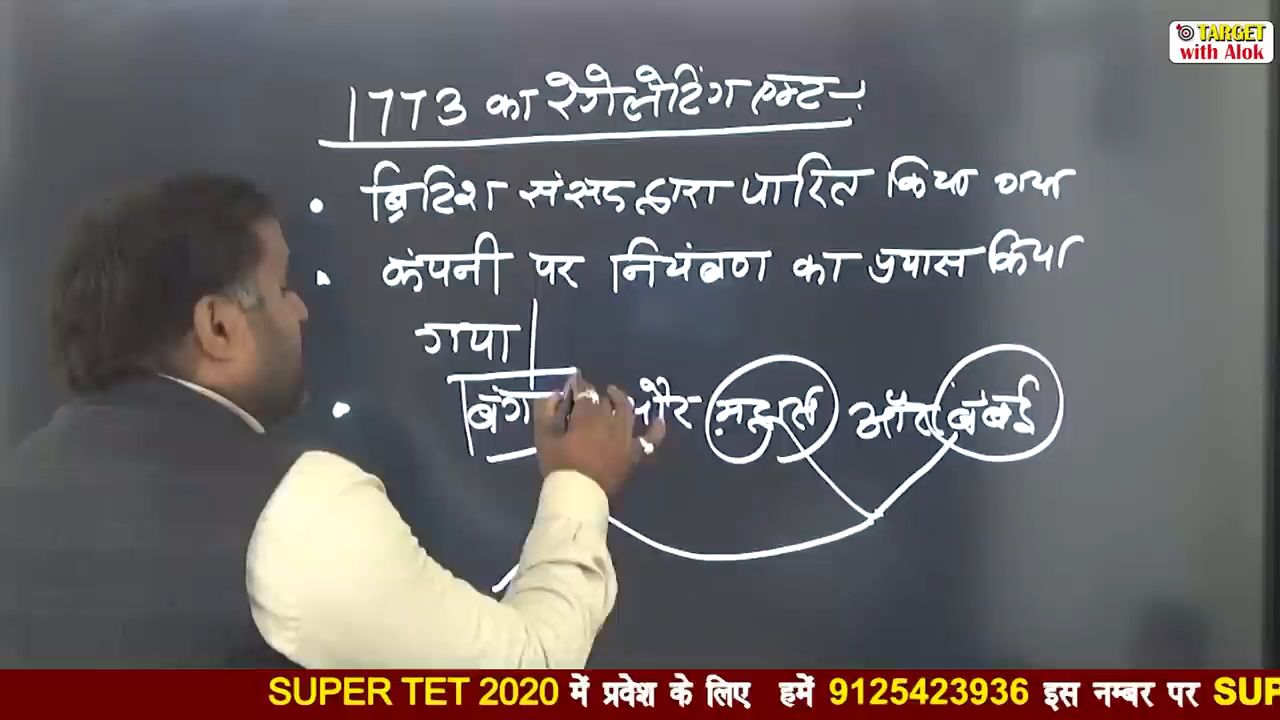 TARGET
with Alok
1773 का रेगेलेटिंग एक्ट-:
• ब्रिटिश संसद द्वारा पारित किया गया
• कंपनी पर नियंत्रण का प्रयास किया
गया
• और मद्रास और बंबई
SUPER TET 2020 में प्रवेश के लिए हमें 9125423936 इस नम्बर पर SUP